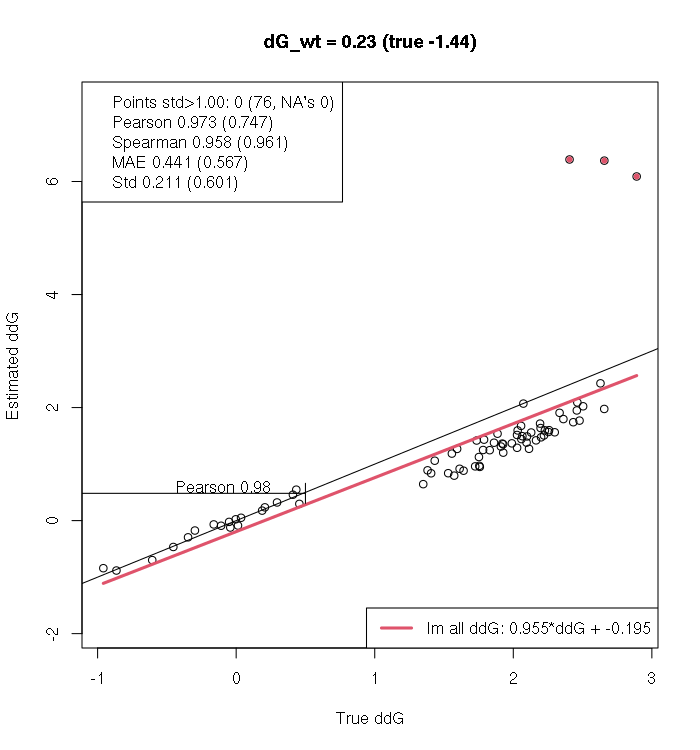 dG_wt = 0.23 (true -1.44)
Points std>1.00: 0 (76, NA's 0)
Pearson 0.973 (0.747)
Spearman 0.958 (0.961)
MAE 0.441 (0.567)
Std 0.211 (0.601)
Estimated ddG
6
4
2
0
-2
Pearson 0.98
lm all ddG: 0.955*ddG + -0.195
-1 0 1 2 3
True ddG